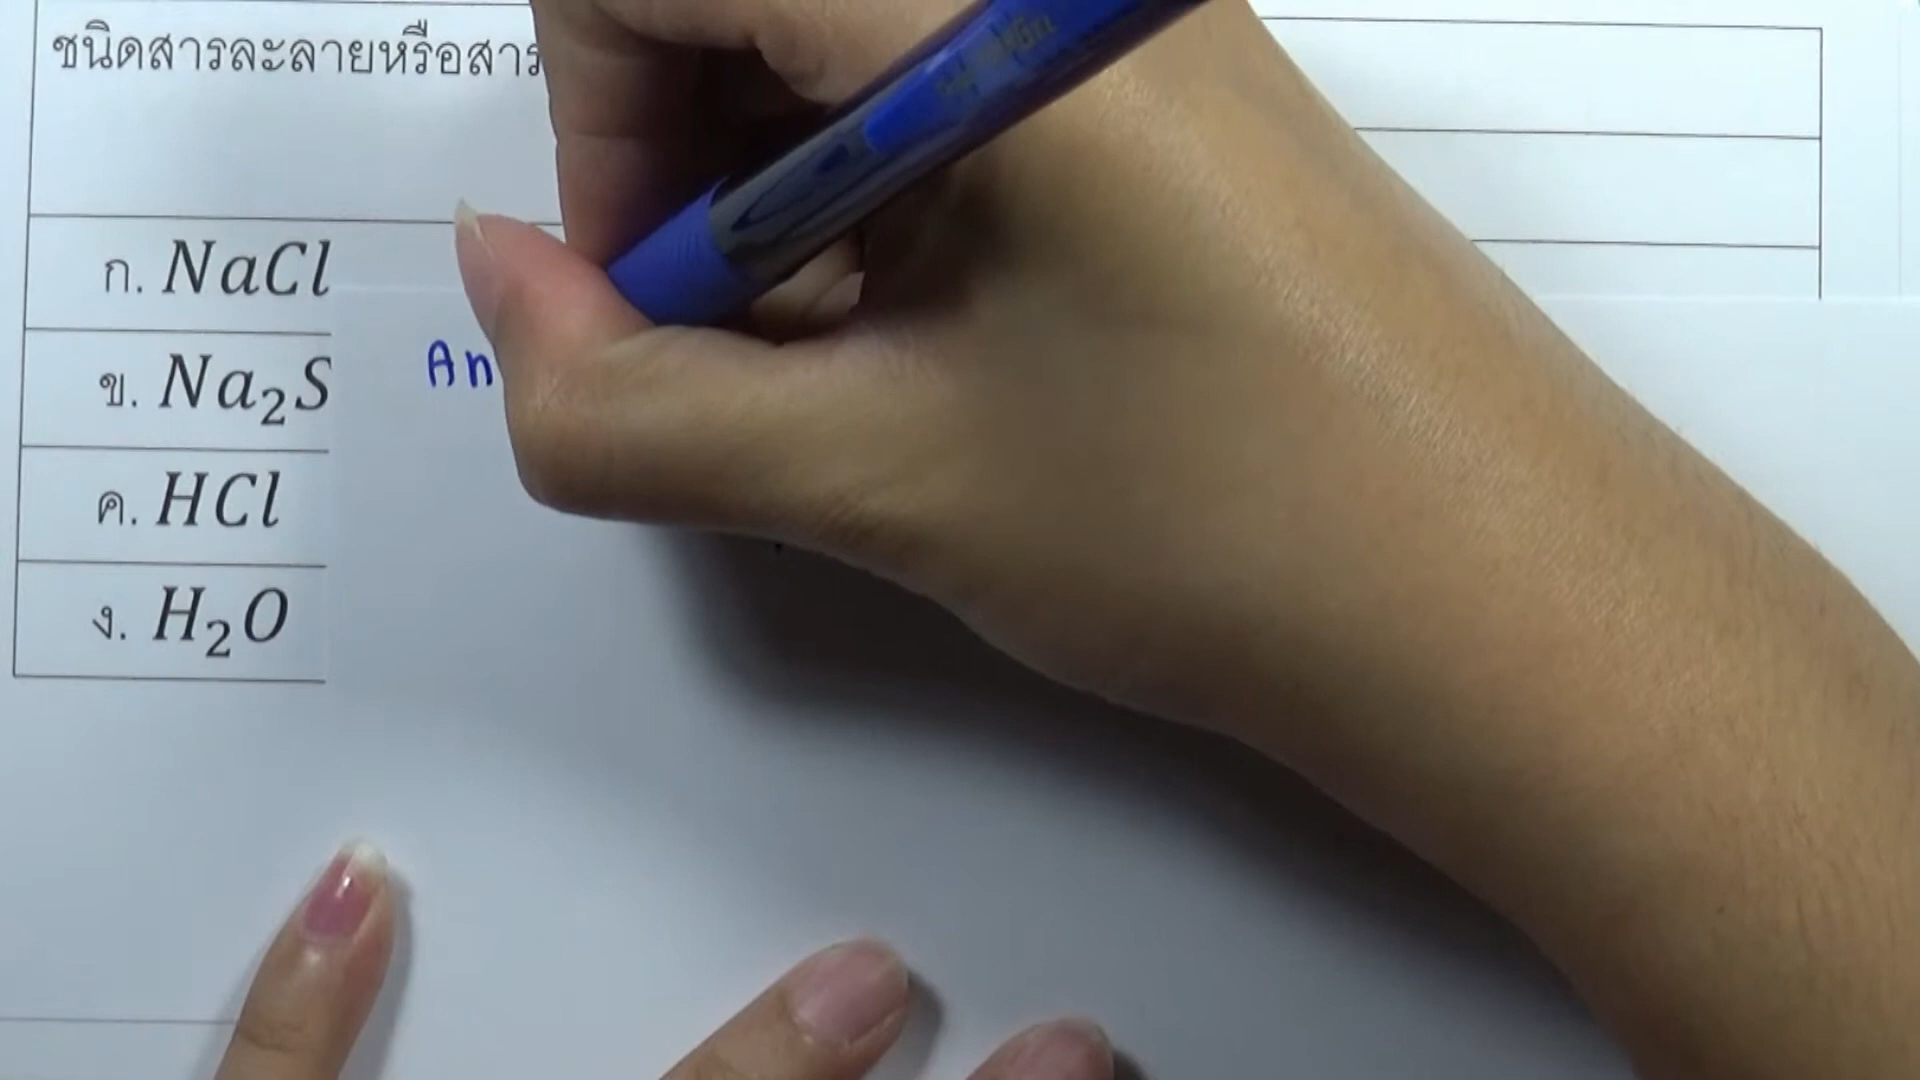 ชนิดสารละลายหรือสาร
ก. NaCl
ข. Na₂S
An
ค. HCl
ง. H₂O